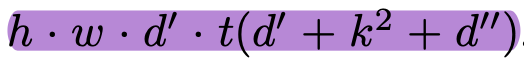 h · w · d′ · t(d′ + k² + d′′).